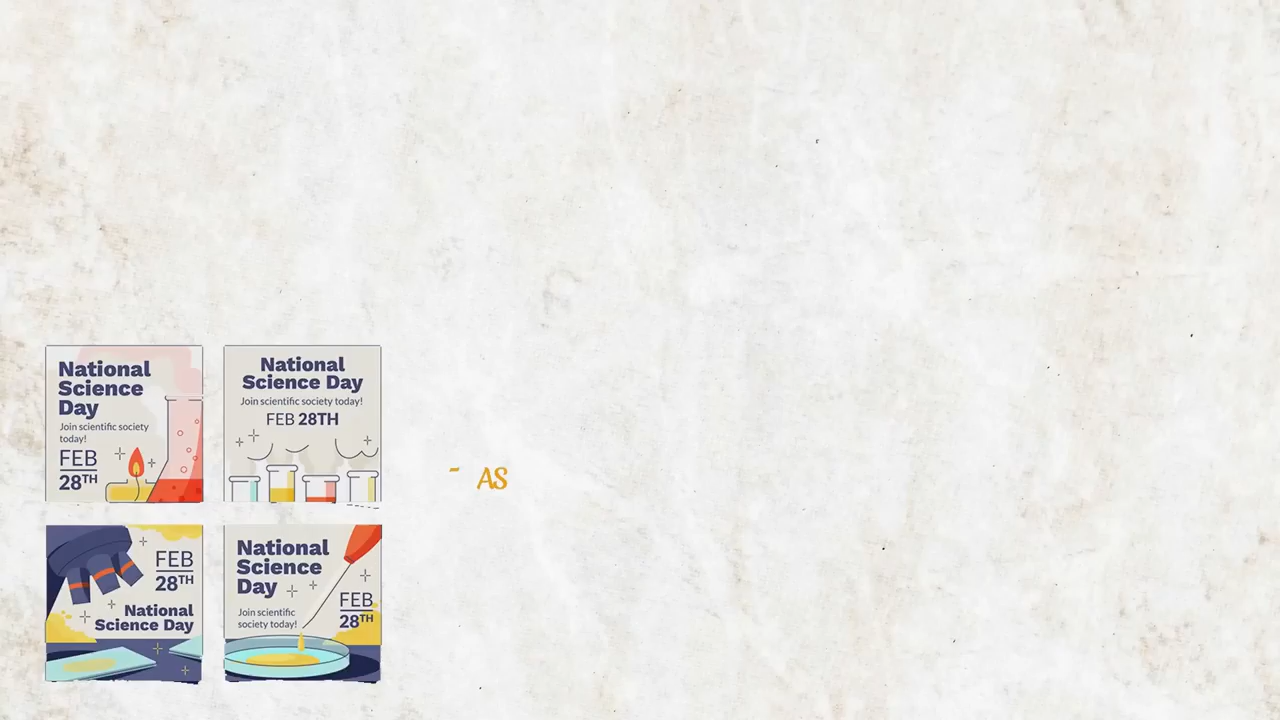 National
Science
Day
Join scientific society
today!
FEB
28TH
National
Science Day
Join scientific society today!
FEB 28TH
- AS
FEB
28TH
National
Science Day
National
Science
Day
Join scientific
society today!
FEB
28TH